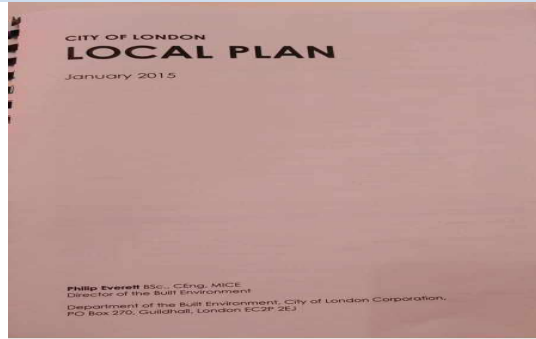 CITY OF LONDON
LOCAL PLAN
January 2015
Philip Everett BSc., CEng, MICE
Director of the Built Environment
Department of the Built Environment, City of London Corporation,
PO Box 270, Guildhall, London EC2P 2EJ